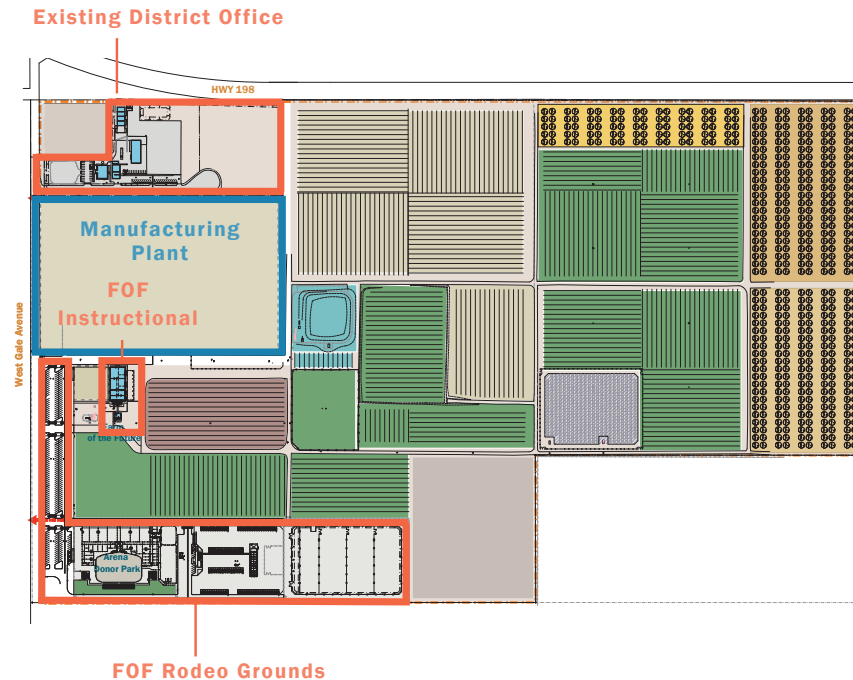 Existing District Office
HWY 198
Manufacturing
Plant
FOF
Instructional
West Gale Avenue
of the Future
Arena
Donor Park
FOF Rodeo Grounds